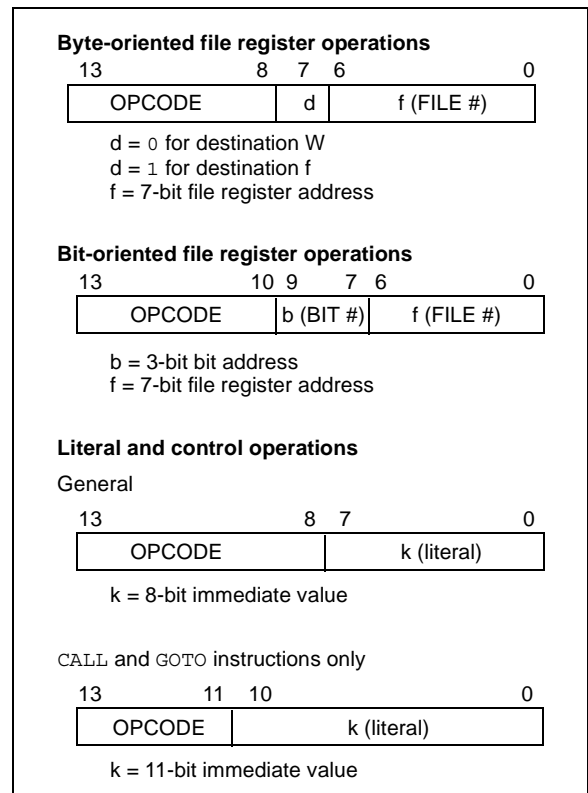 Byte-oriented file register operations
13 8 7 6 0
OPCODE d f (FILE #)
d = 0 for destination W
d = 1 for destination f
f = 7-bit file register address
Bit-oriented file register operations
13 10 9 7 6 0
OPCODE b (BIT #) f (FILE #)
b = 3-bit bit address
f = 7-bit file register address
Literal and control operations
General
13 8 7 0
OPCODE k (literal)
k = 8-bit immediate value
CALL and GOTO instructions only
13 11 10 0
OPCODE k (literal)
k = 11-bit immediate value